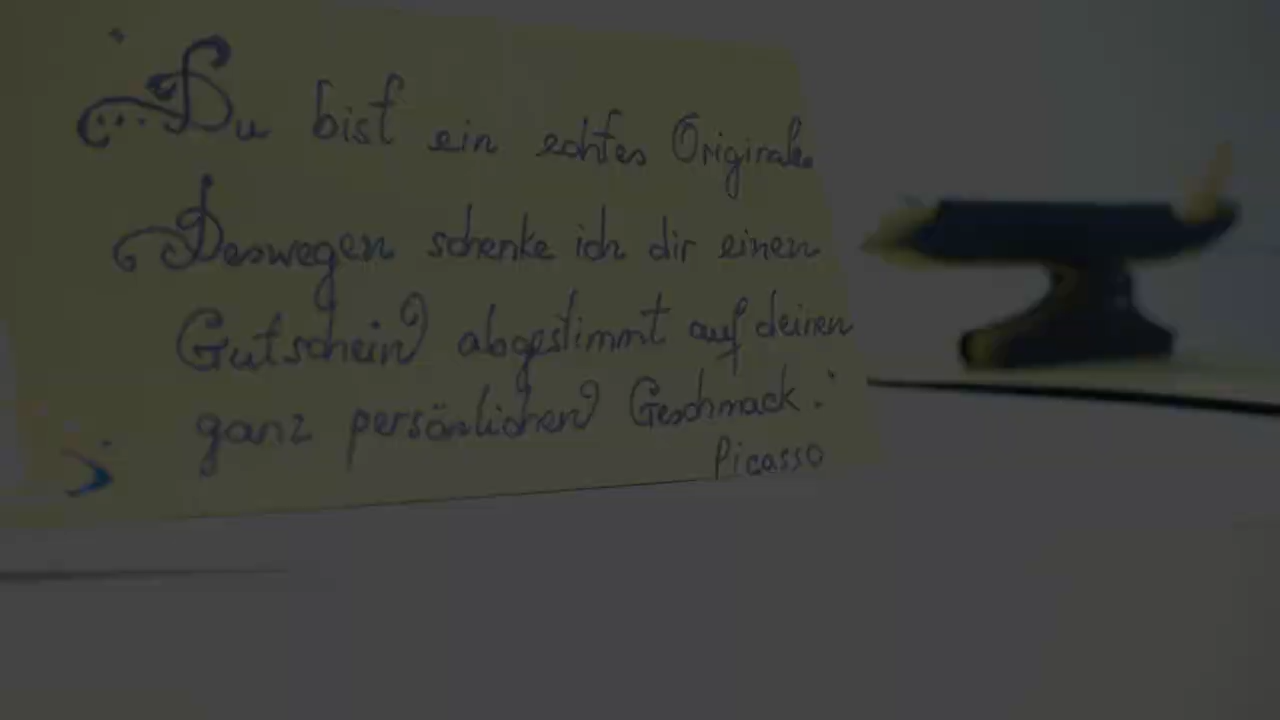 Du bist ein echtes Original.
Deswegen schenke ich dir einen
Gutschein abgestimmt auf deinen
ganz persönlichen Geschmack.
Picasso